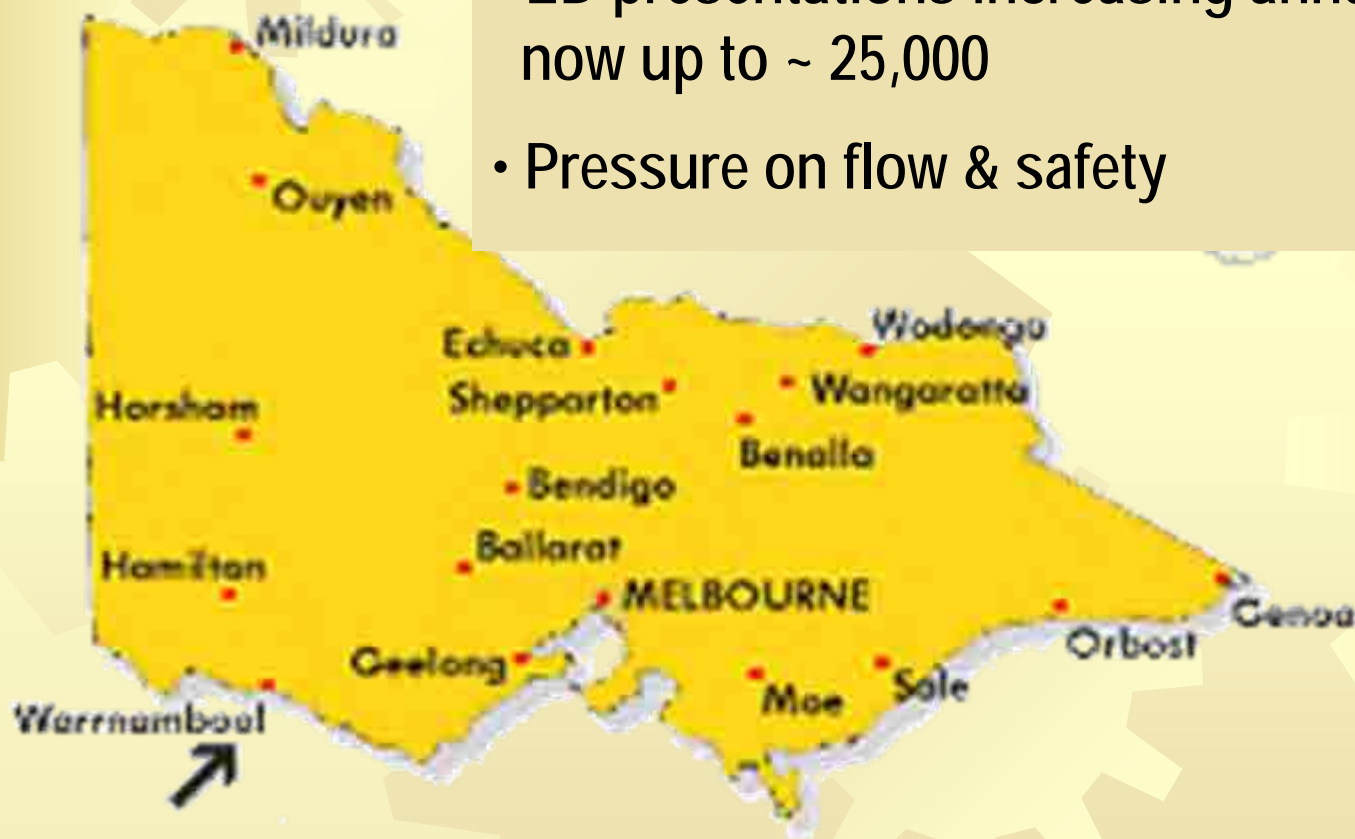 now up to ~ 25,000
• Pressure on flow & safety
Mildura
Ouyen
Echuca
Wodonga
Shepparton
Wangaratta
Horsham
Benalla
Bendigo
Ballarat
Hamilton
MELBOURNE
Genoa
Orbost
Geelong
Moe
Sale
Warrnambool